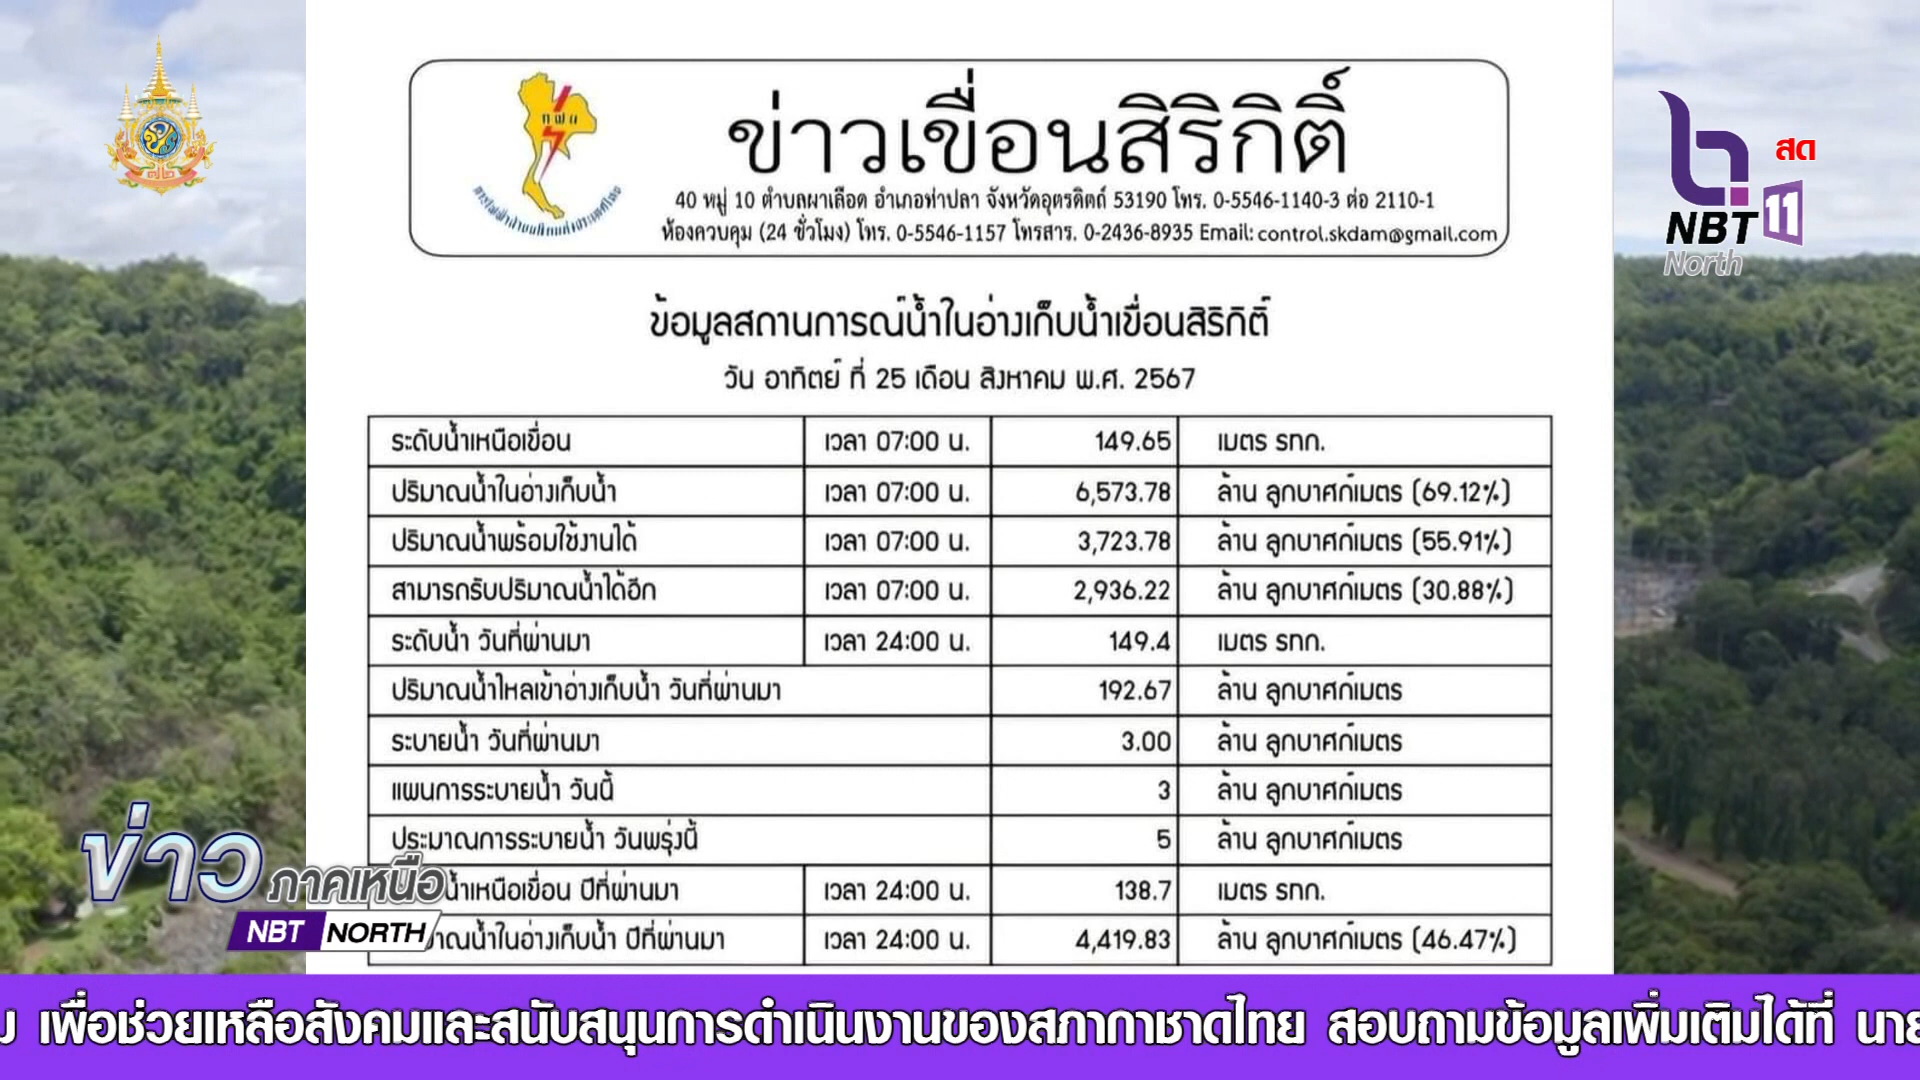 ข่าวเขื่อนสิริกิติ์
กฟผ
การไฟฟ้าฝ่ายผลิตแห่งประเทศไทย
40 หมู่ 10 ตำบลผาเลือด อำเภอท่าปลา จังหวัดอุตรดิตถ์ 53190 โทร. 0-5546-1140-3 ต่อ 2110-1
ห้องควบคุม (24 ชั่วโมง) โทร. 0-5546-1157 โทรสาร. 0-2436-8935 Email: control.skdam@gmail.com
สด
NBT 11
North
ข้อมูลสถานการณ์น้ำในอ่างเก็บน้ำเขื่อนสิริกิติ์
วัน อาทิตย์ ที่ 25 เดือน สิงหาคม พ.ศ. 2567
ระดับน้ำเหนือเขื่อน เวลา 07:00 น. 149.65 เมตร รทก.
ปริมาณน้ำในอ่างเก็บน้ำ เวลา 07:00 น. 6,573.78 ล้าน ลูกบาศก์เมตร (69.12%)
ปริมาณน้ำพร้อมใช้งานได้ เวลา 07:00 น. 3,723.78 ล้าน ลูกบาศก์เมตร (55.91%)
สามารถรับปริมาณน้ำได้อีก เวลา 07:00 น. 2,936.22 ล้าน ลูกบาศก์เมตร (30.88%)
ระดับน้ำ วันที่ผ่านมา เวลา 24:00 น. 149.4 เมตร รทก.
ปริมาณน้ำไหลเข้าอ่างเก็บน้ำ วันที่ผ่านมา 192.67 ล้าน ลูกบาศก์เมตร
ระบายน้ำ วันที่ผ่านมา 3.00 ล้าน ลูกบาศก์เมตร
แผนการระบายน้ำ วันนี้ 3 ล้าน ลูกบาศก์เมตร
ประมาณการระบายน้ำ วันพรุ่งนี้ 5 ล้าน ลูกบาศก์เมตร
น้ำเหนือเขื่อน ปีที่ผ่านมา เวลา 24:00 น. 138.7 เมตร รทก.
าณน้ำในอ่างเก็บน้ำ ปีที่ผ่านมา เวลา 24:00 น. 4,419.83 ล้าน ลูกบาศก์เมตร (46.47%)
ข่าว ภาคเหนือ
NBT NORTH
ม เพื่อช่วยเหลือสังคมและสนับสนุนการดำเนินงานของสภากาชาดไทย สอบถามข้อมูลเพิ่มเติมได้ที่ นาย